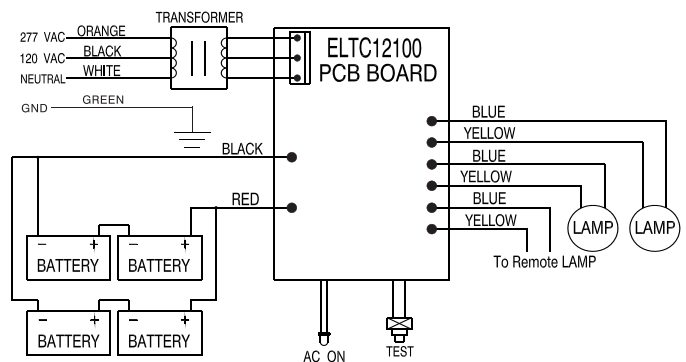 TRANSFORMER
277 VAC ORANGE
120 VAC BLACK
NEUTRAL WHITE
GND GREEN
ELTC12100
PCB BOARD
BLACK
RED
BLUE
YELLOW
BLUE
YELLOW
BLUE
YELLOW
LAMP
LAMP
To Remote LAMP
- +
BATTERY
- +
BATTERY
- +
BATTERY
- +
BATTERY
AC ON
TEST